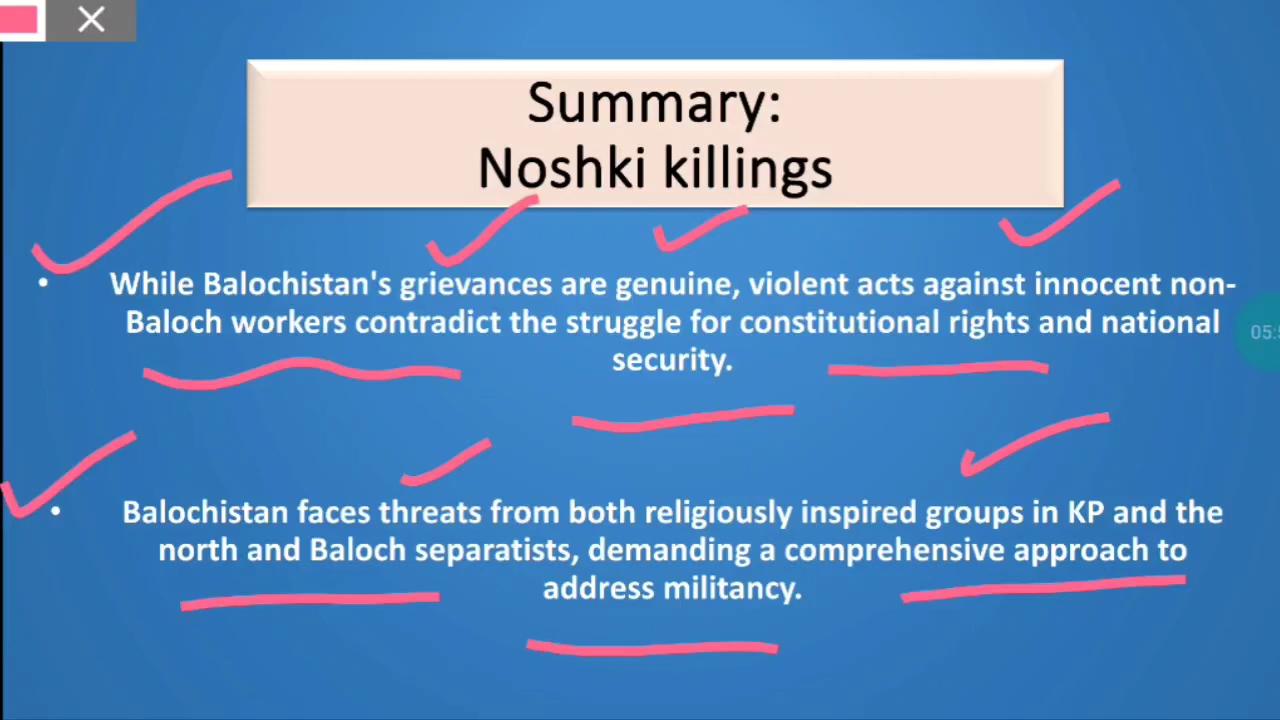 Summary:
Noshki killings
• While Balochistan's grievances are genuine, violent acts against innocent non-
Baloch workers contradict the struggle for constitutional rights and national
security.
• Balochistan faces threats from both religiously inspired groups in KP and the
north and Baloch separatists, demanding a comprehensive approach to
address militancy.